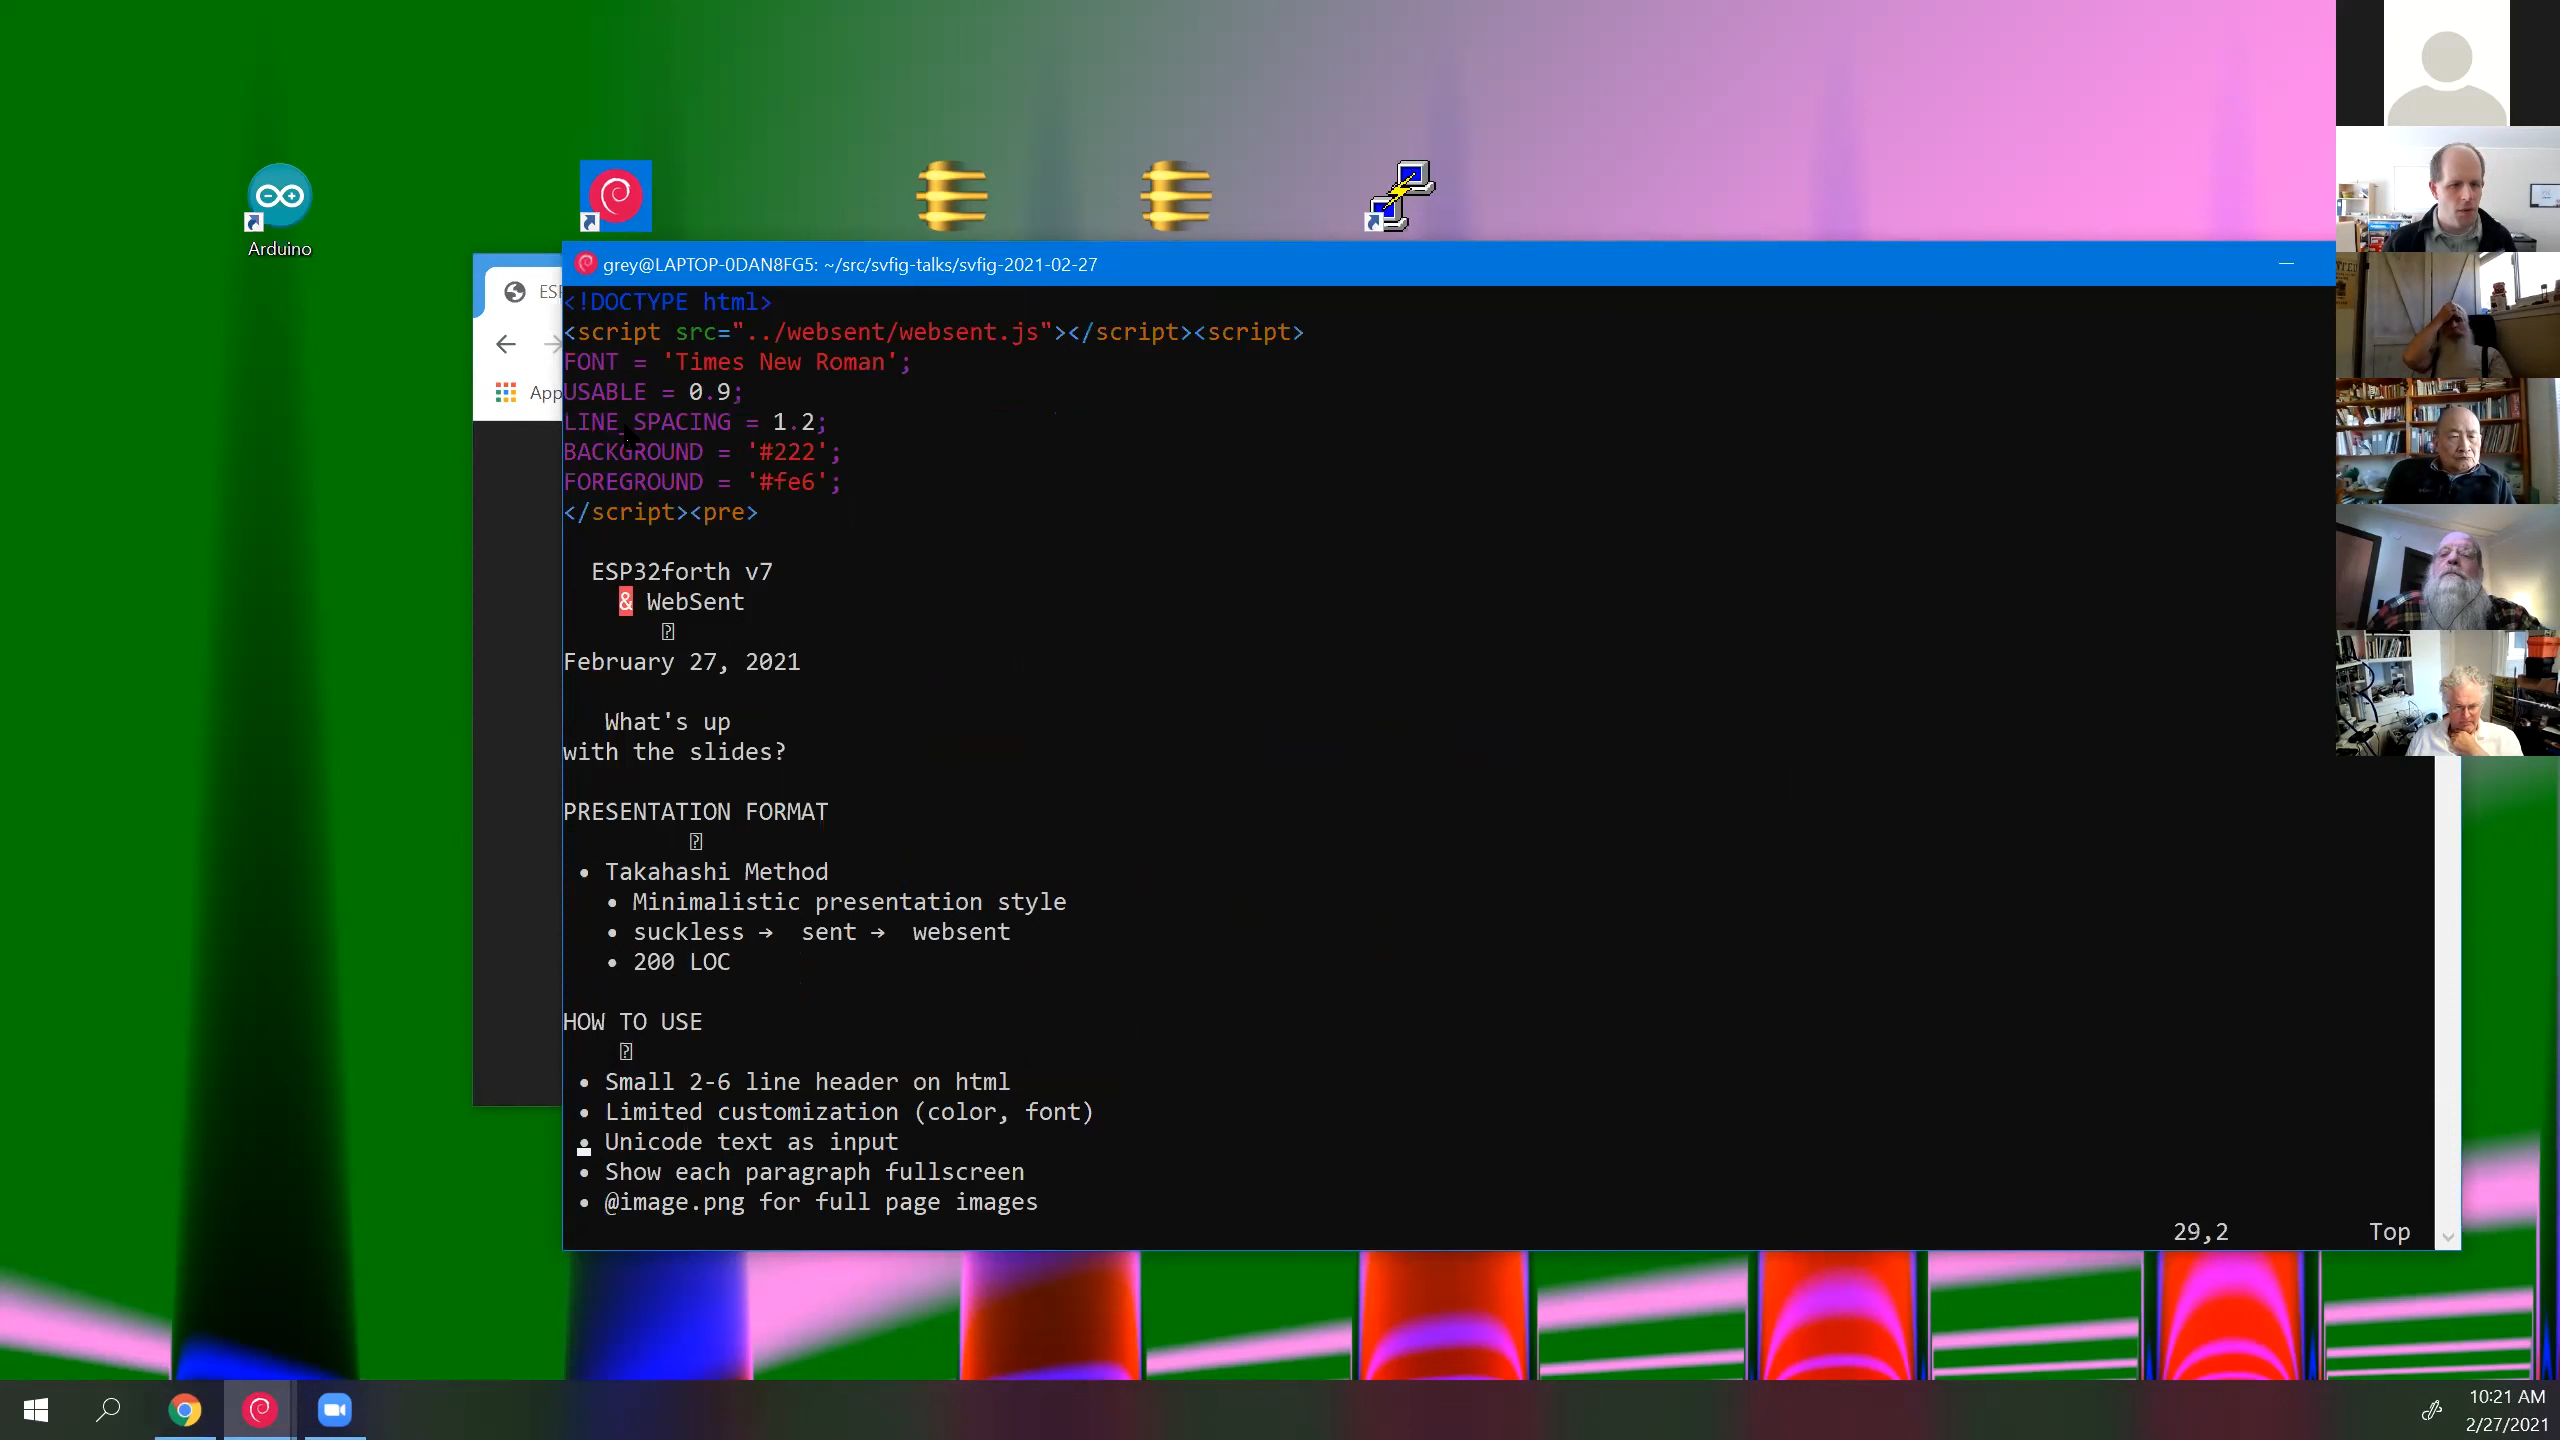 Arduino
grey@LAPTOP-0DAN8FG5: ~/src/svfig-talks/svfig-2021-02-27
<!DOCTYPE html>
<script src="../websent/websent.js"></script><script>
FONT = 'Times New Roman';
USABLE = 0.9;
LINE_SPACING = 1.2;
BACKGROUND = '#222';
FOREGROUND = '#fe6';
</script><pre>
ESP32forth v7
& WebSent
February 27, 2021
What's up
with the slides?
PRESENTATION FORMAT
• Takahashi Method
• Minimalistic presentation style
• suckless → sent → websent
• 200 LOC
HOW TO USE
• Small 2-6 line header on html
• Limited customization (color, font)
• Unicode text as input
• Show each paragraph fullscreen
• @image.png for full page images
29,2 Top
10:21 AM
2/27/2021